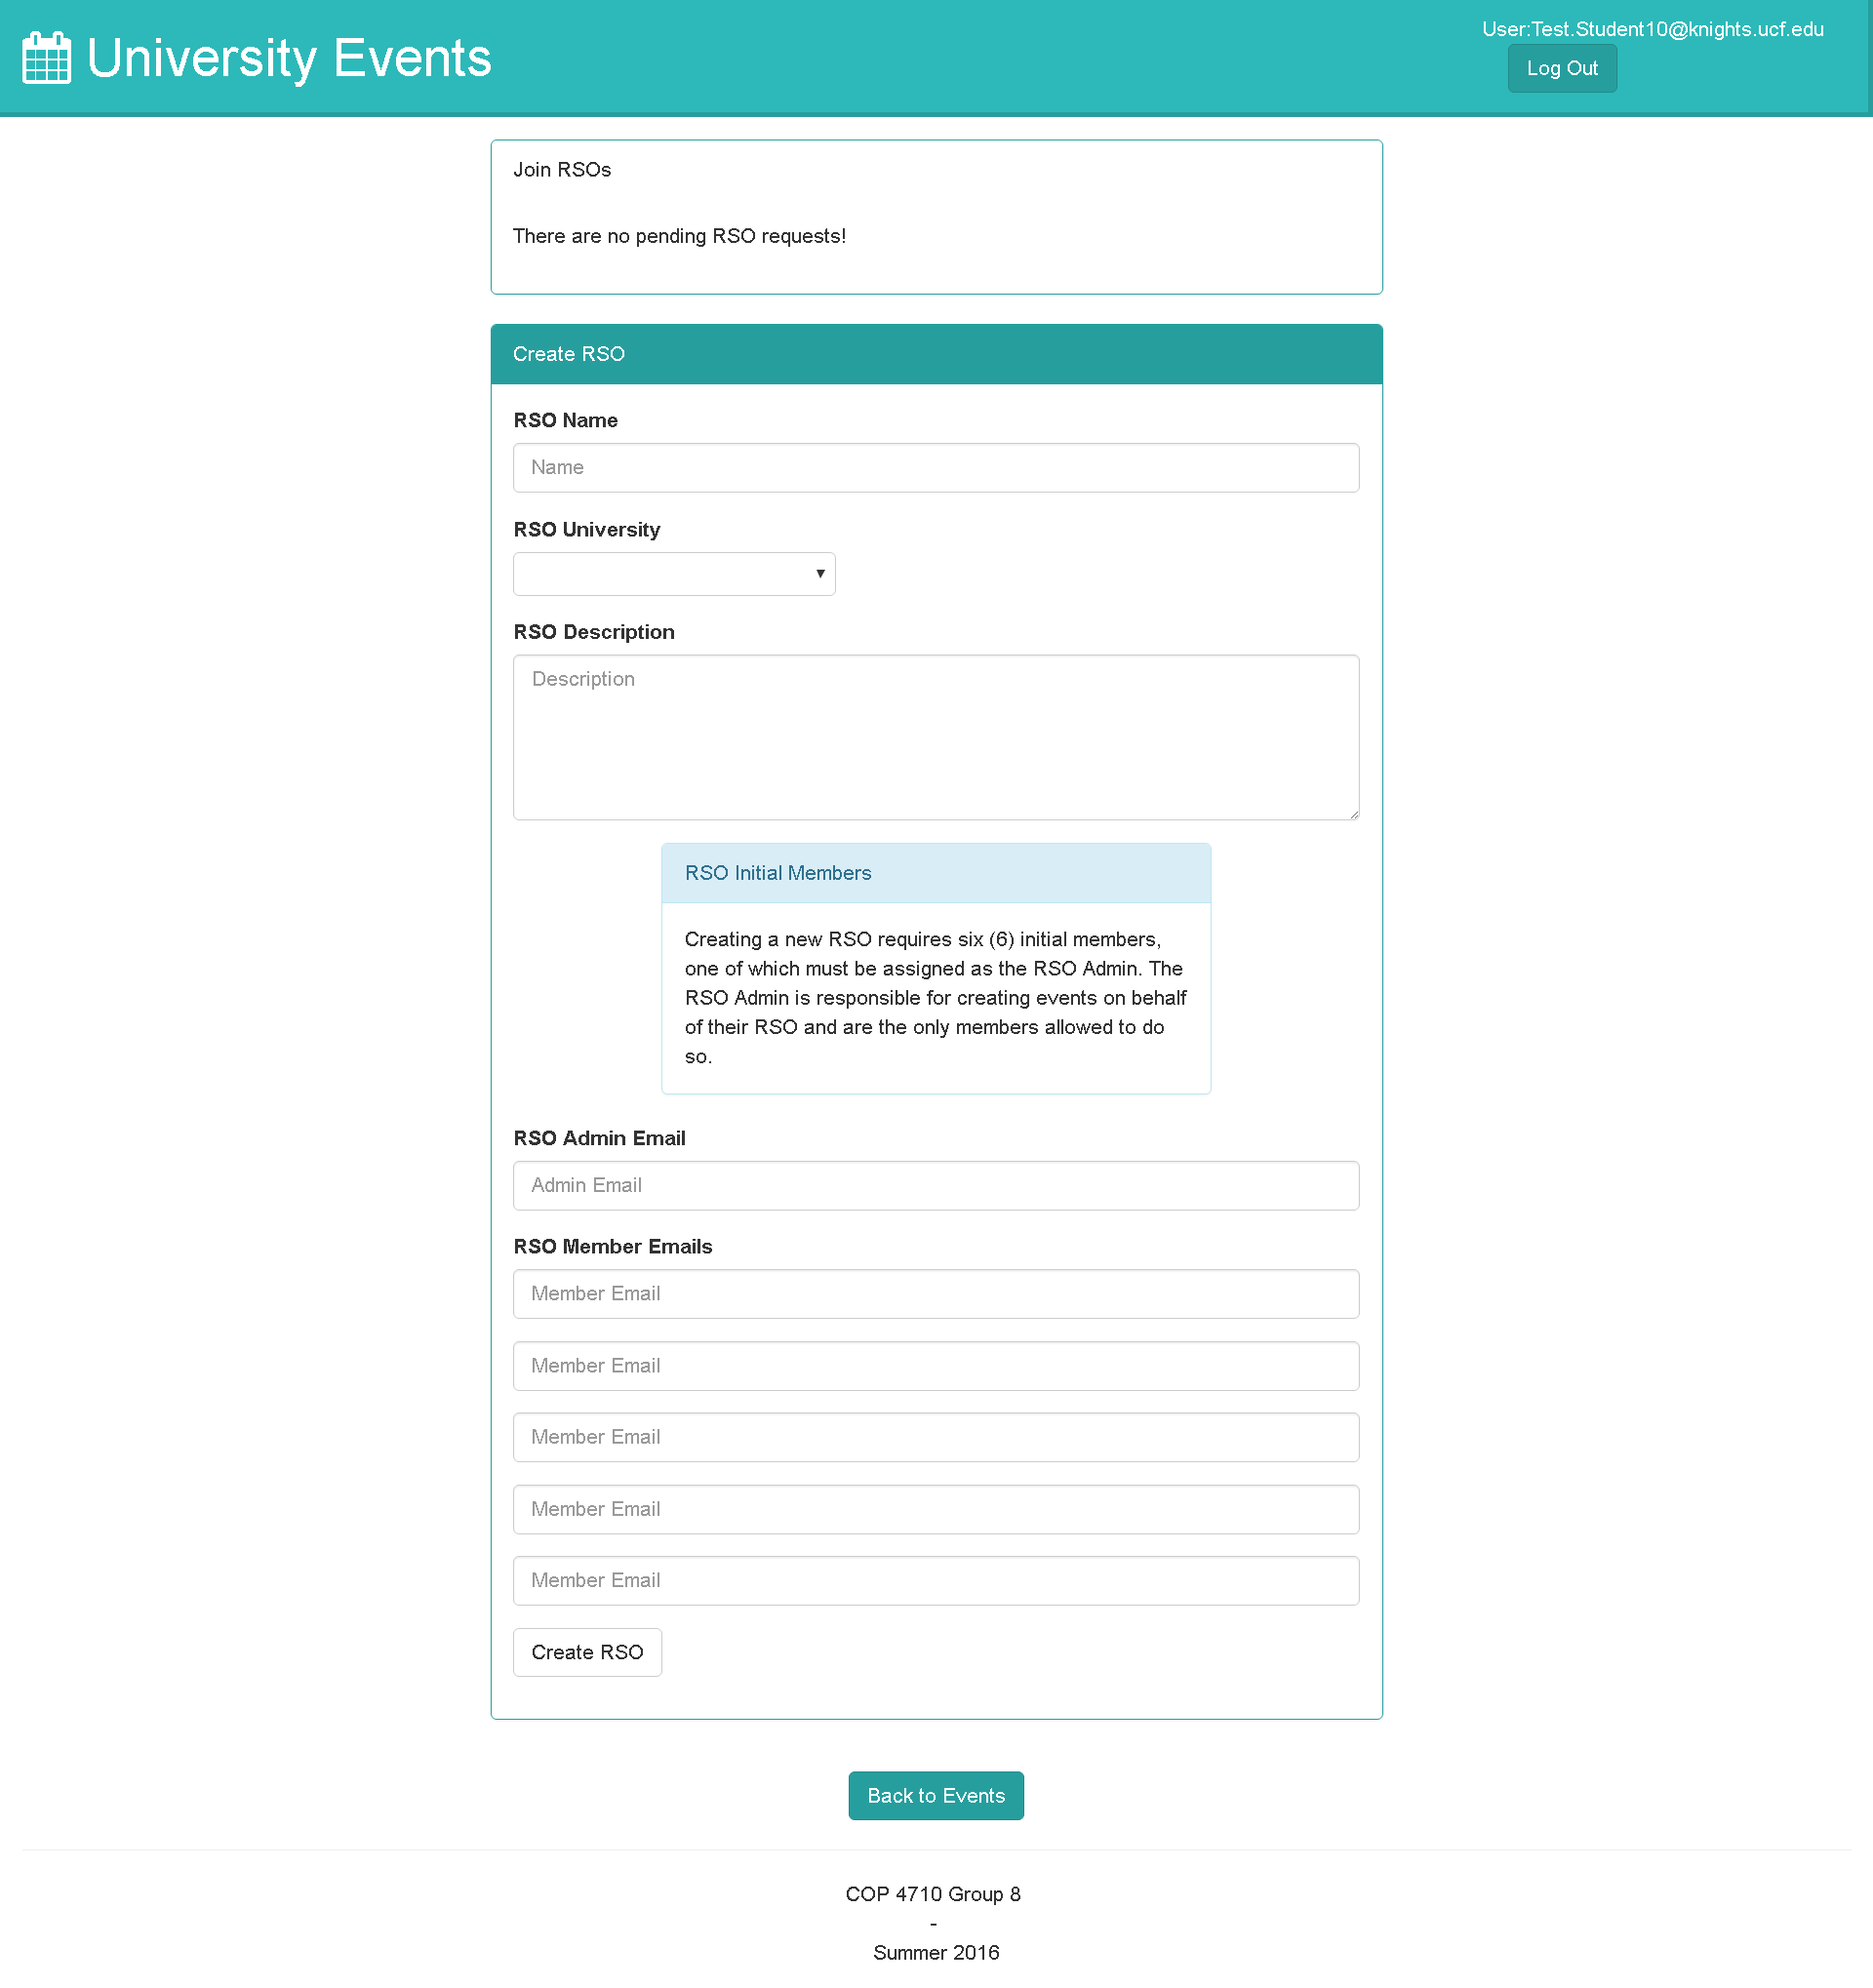 University Events
User:Test.Student10@knights.ucf.edu
Log Out
Join RSOs
There are no pending RSO requests!
Create RSO
RSO Name
Name
RSO University
RSO Description
Description
RSO Initial Members
Creating a new RSO requires six (6) initial members,
one of which must be assigned as the RSO Admin. The
RSO Admin is responsible for creating events on behalf
of their RSO and are the only members allowed to do
so.
RSO Admin Email
Admin Email
RSO Member Emails
Member Email
Member Email
Member Email
Member Email
Member Email
Create RSO
Back to Events
COP 4710 Group 8
-
Summer 2016